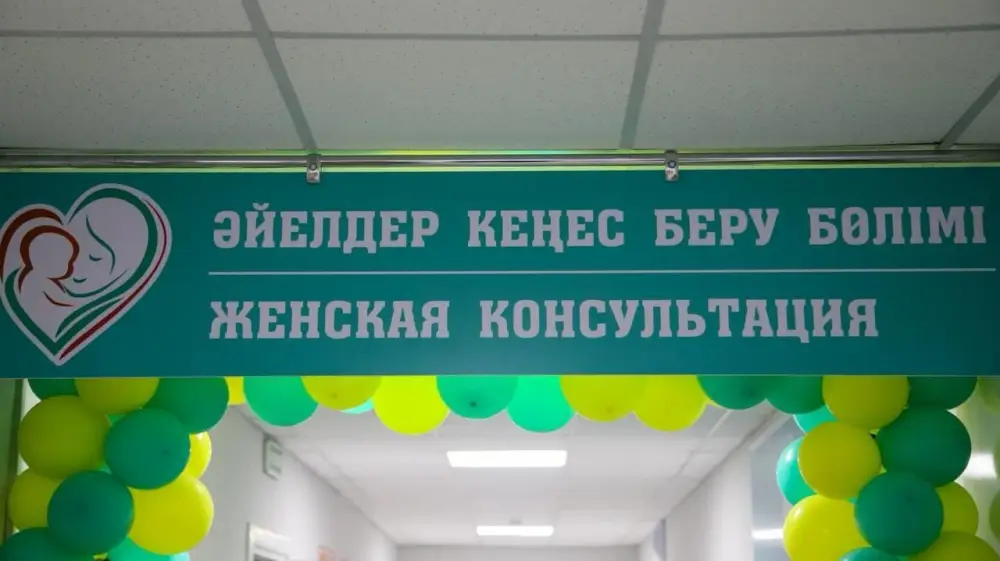 ӘЙЕЛДЕР КЕҢЕС БЕРУ БӨЛІМІ
ЖЕНСКАЯ КОНСУЛЬТАЦИЯ